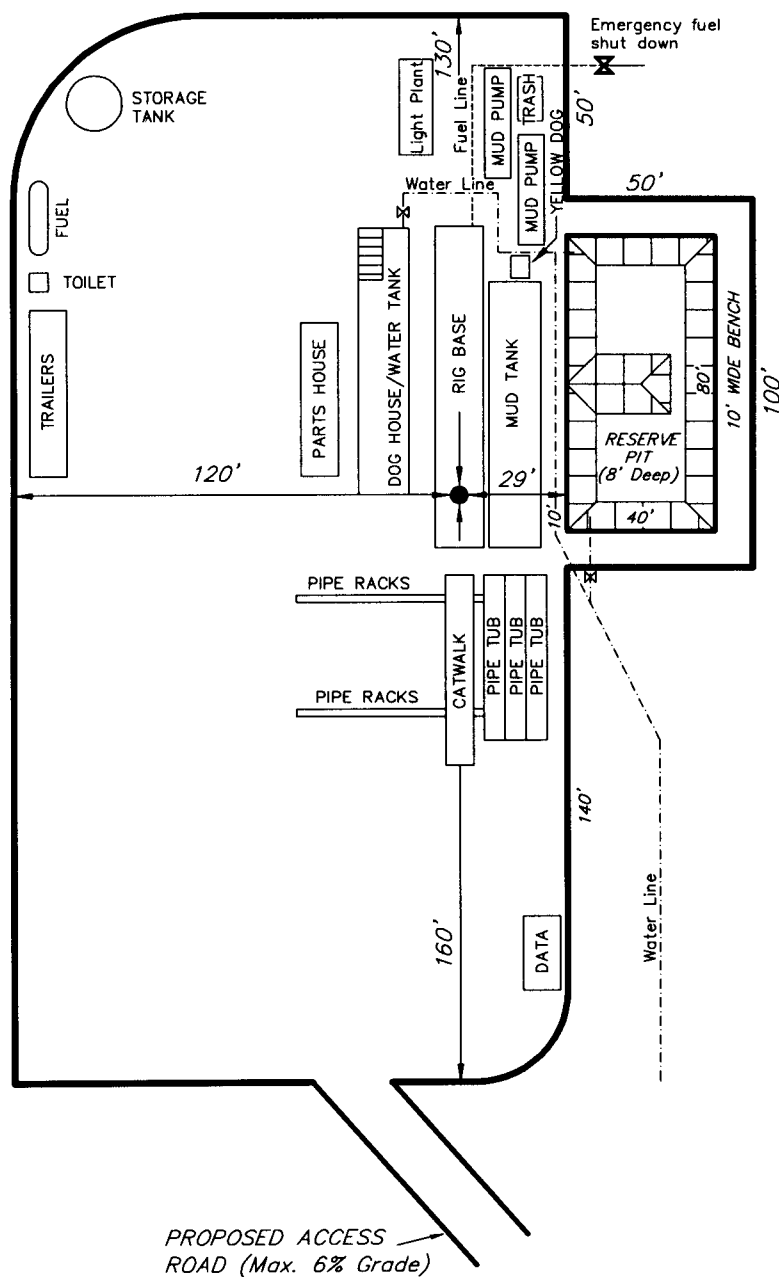 Emergency fuel
shut down
130'
50'
STORAGE
TANK
Light Plant
Fuel Line
MUD PUMP
TRASH
MUD PUMP
YELLOW DOG
Water Line
50'
FUEL
TOILET
TRAILERS
PARTS HOUSE
DOG HOUSE/WATER TANK
RIG BASE
MUD TANK
80'
10' WIDE BENCH
100'
RESERVE
PIT
(8' Deep)
40'
120'
29'
10'
PIPE RACKS
CATWALK
PIPE TUB
PIPE TUB
PIPE TUB
PIPE RACKS
140'
160'
DATA
Water Line
PROPOSED ACCESS
ROAD (Max. 6% Grade)